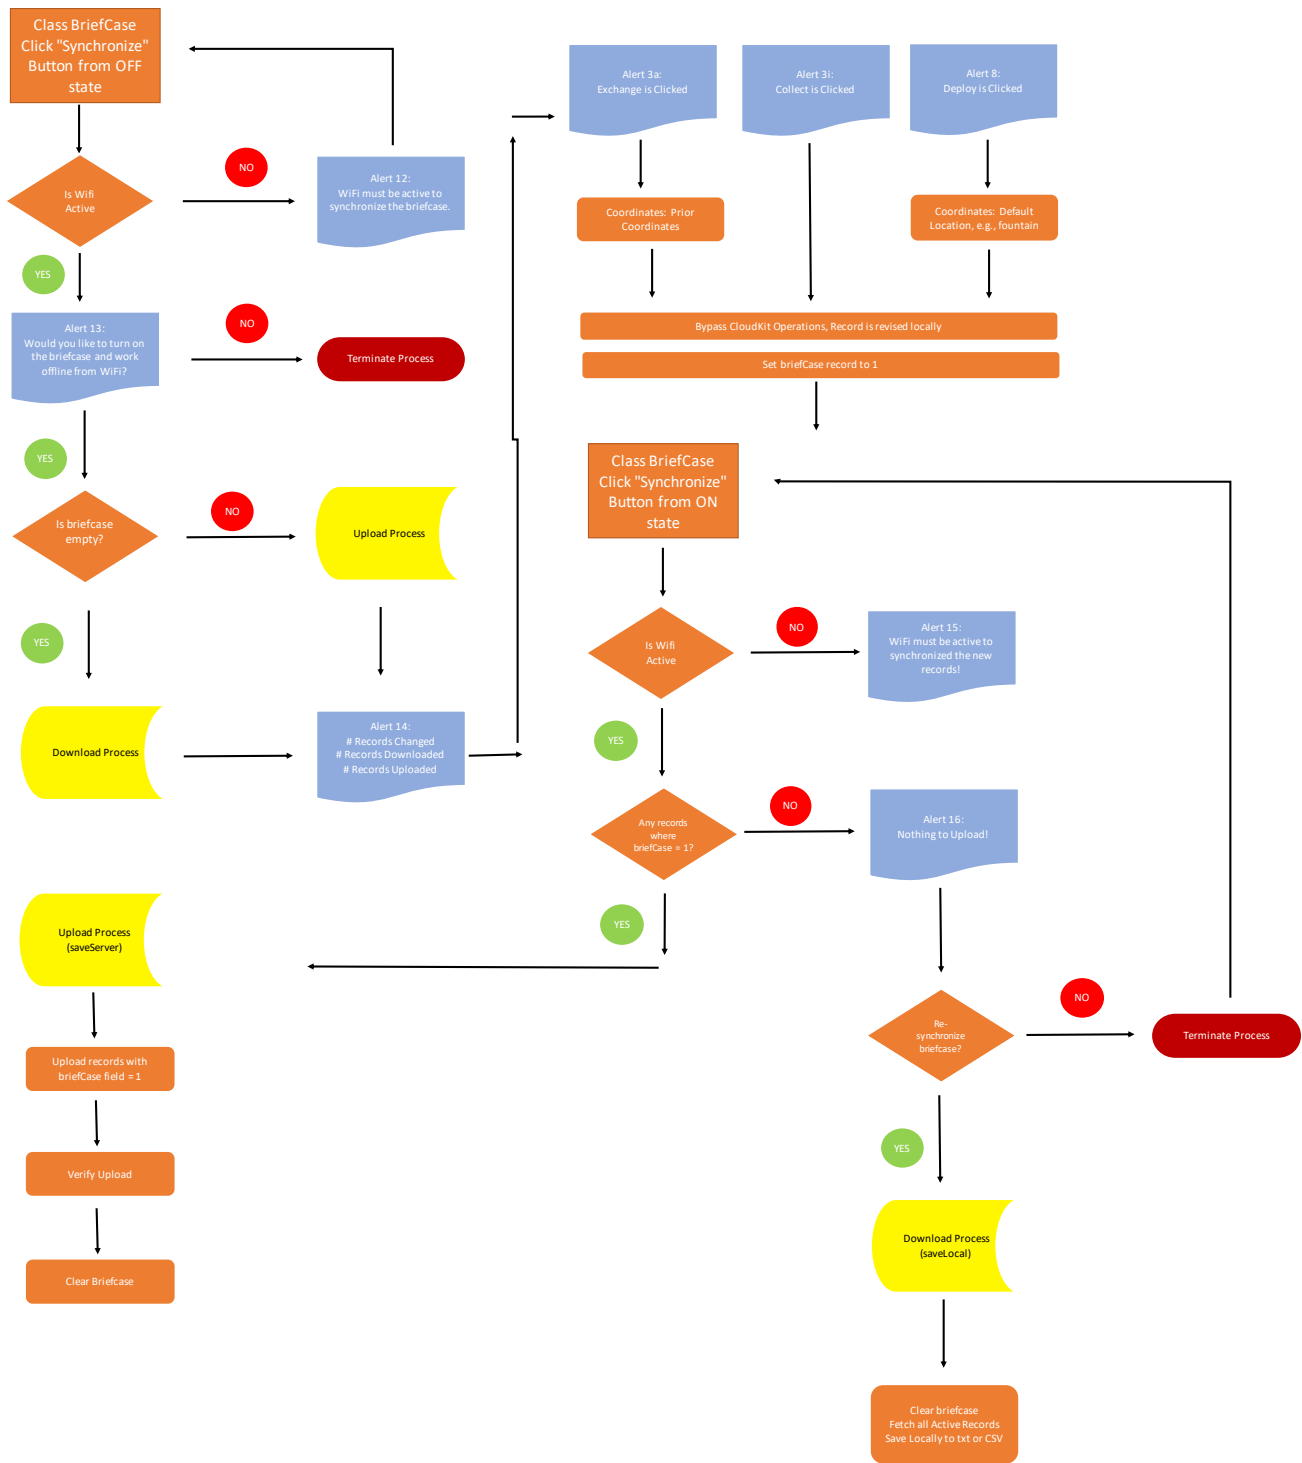 Class BriefCase
Click "Synchronize"
Button from OFF
state
Is Wifi
Active
NO
Alert 12:
WiFi must be active to
synchronize the briefcase.
YES
Alert 13:
Would you like to turn on
the briefcase and work
offline from WiFi?
NO
Terminate Process
YES
Is briefcase
empty?
NO
Upload Process
YES
Download Process
Alert 14:
# Records Changed
# Records Downloaded
# Records Uploaded
Alert 3a:
Exchange is Clicked
Alert 3i:
Collect is Clicked
Alert 8:
Deploy is Clicked
Coordinates: Prior
Coordinates
Coordinates: Default
Location, e.g., fountain
Bypass CloudKit Operations, Record is revised locally
Set briefCase record to 1
Class BriefCase
Click "Synchronize"
Button from ON
state
Is Wifi
Active
NO
Alert 15:
WiFi must be active to
synchronized the new
records!
YES
Any records
where
briefCase = 1?
NO
Alert 16:
Nothing to Upload!
YES
Upload Process
(saveServer)
Upload records with
briefCase field = 1
Verify Upload
Clear Briefcase
Re-
synchronize
briefcase?
NO
Terminate Process
YES
Download Process
(saveLocal)
Clear briefcase
Fetch all Active Records
Save Locally to txt or CSV